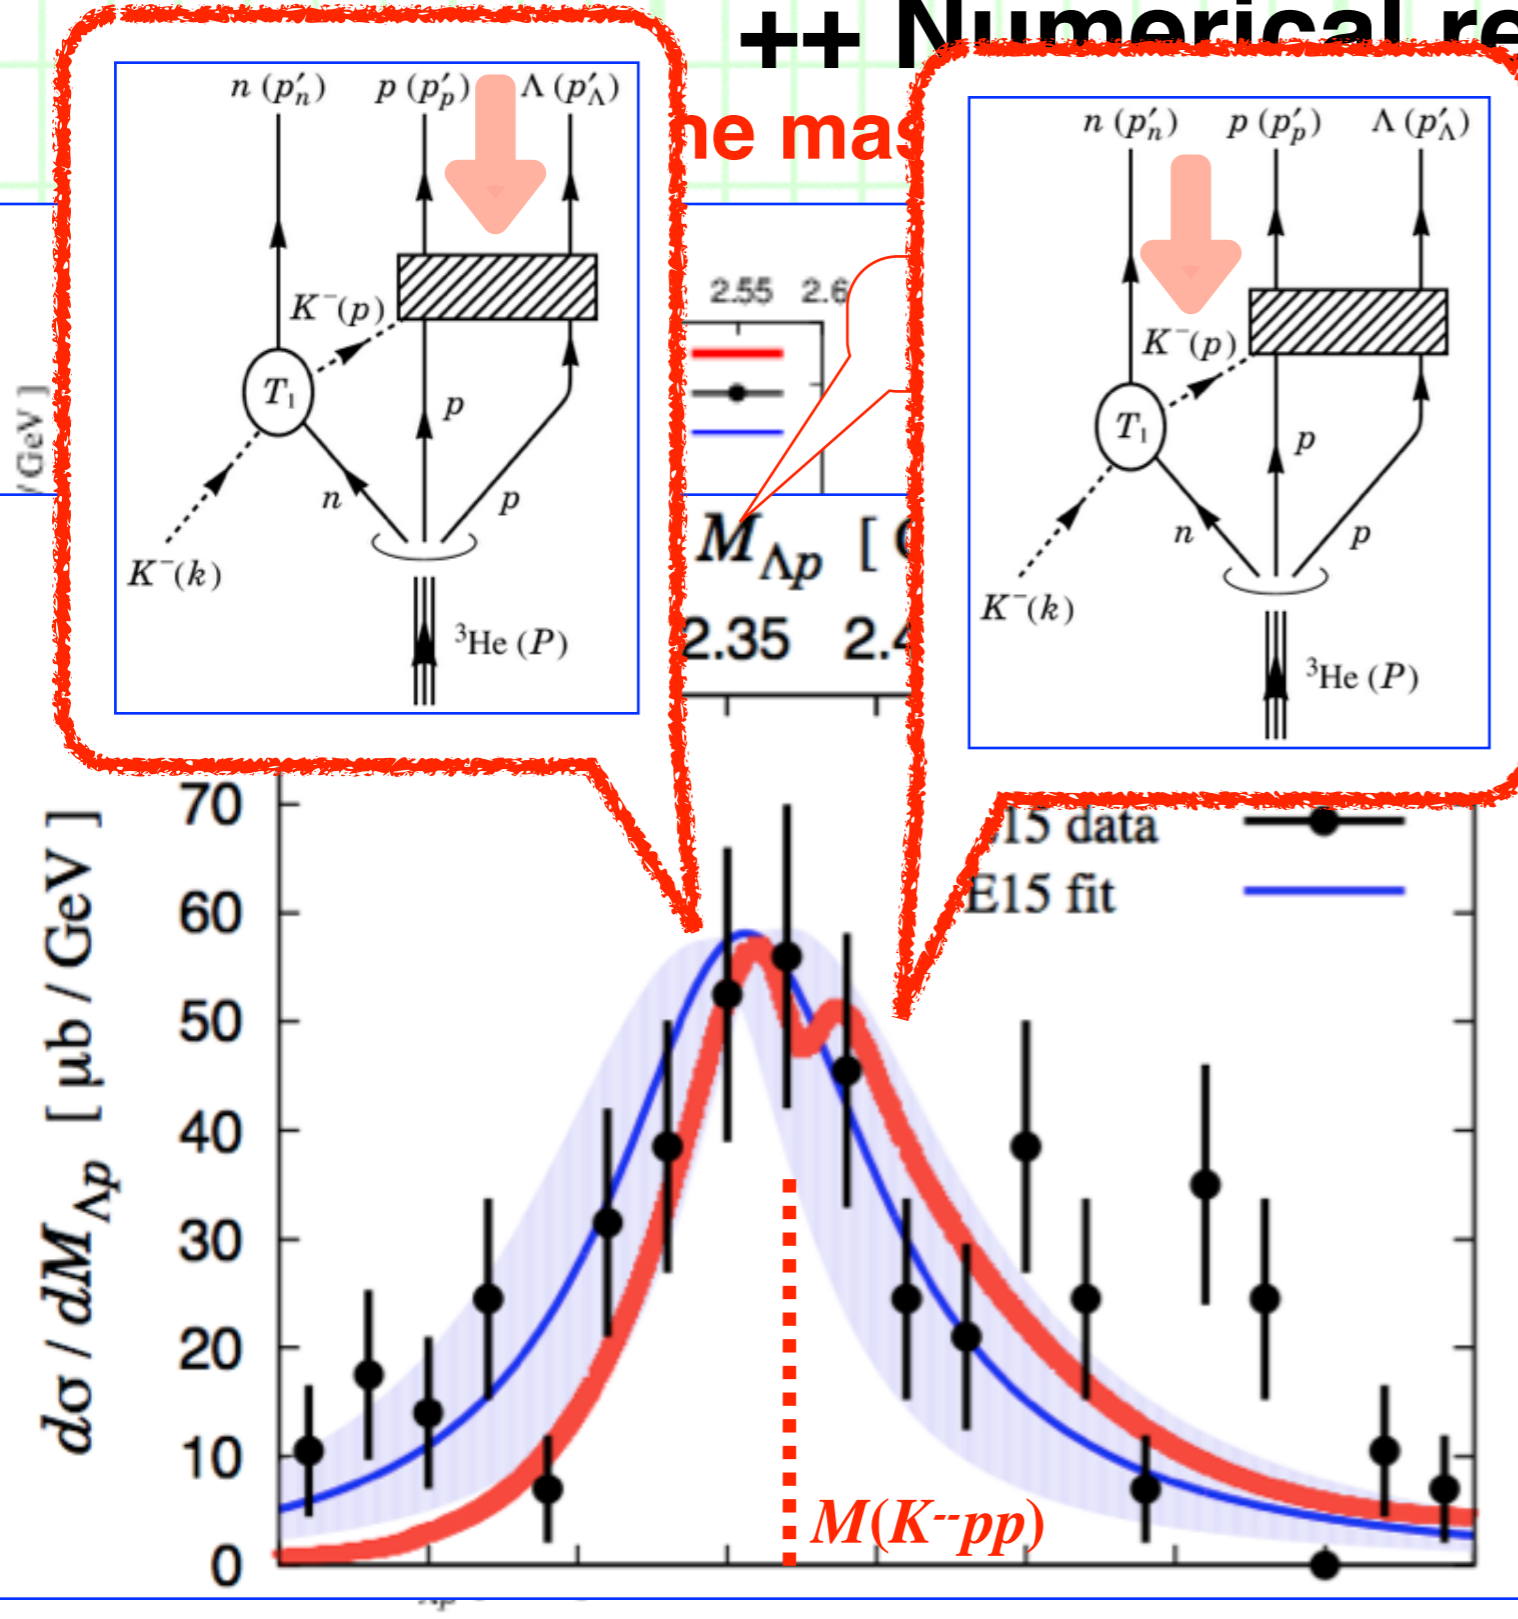 ++ Numerical re
he mas
n (p′n) p (p′p) Λ (p′Λ)
K⁻(p)
T1
p
n
p
K⁻(k)
³He (P)
n (p′n) p (p′p) Λ (p′Λ)
K⁻(p)
T1
p
n
p
K⁻(k)
³He (P)
2.55 2.6
/GeV ]
MΛp [
2.35 2.4
70
60
50
40
30
20
10
0
dσ / dMΛp [ μb / GeV ]
E15 data
E15 fit
M(K--pp)